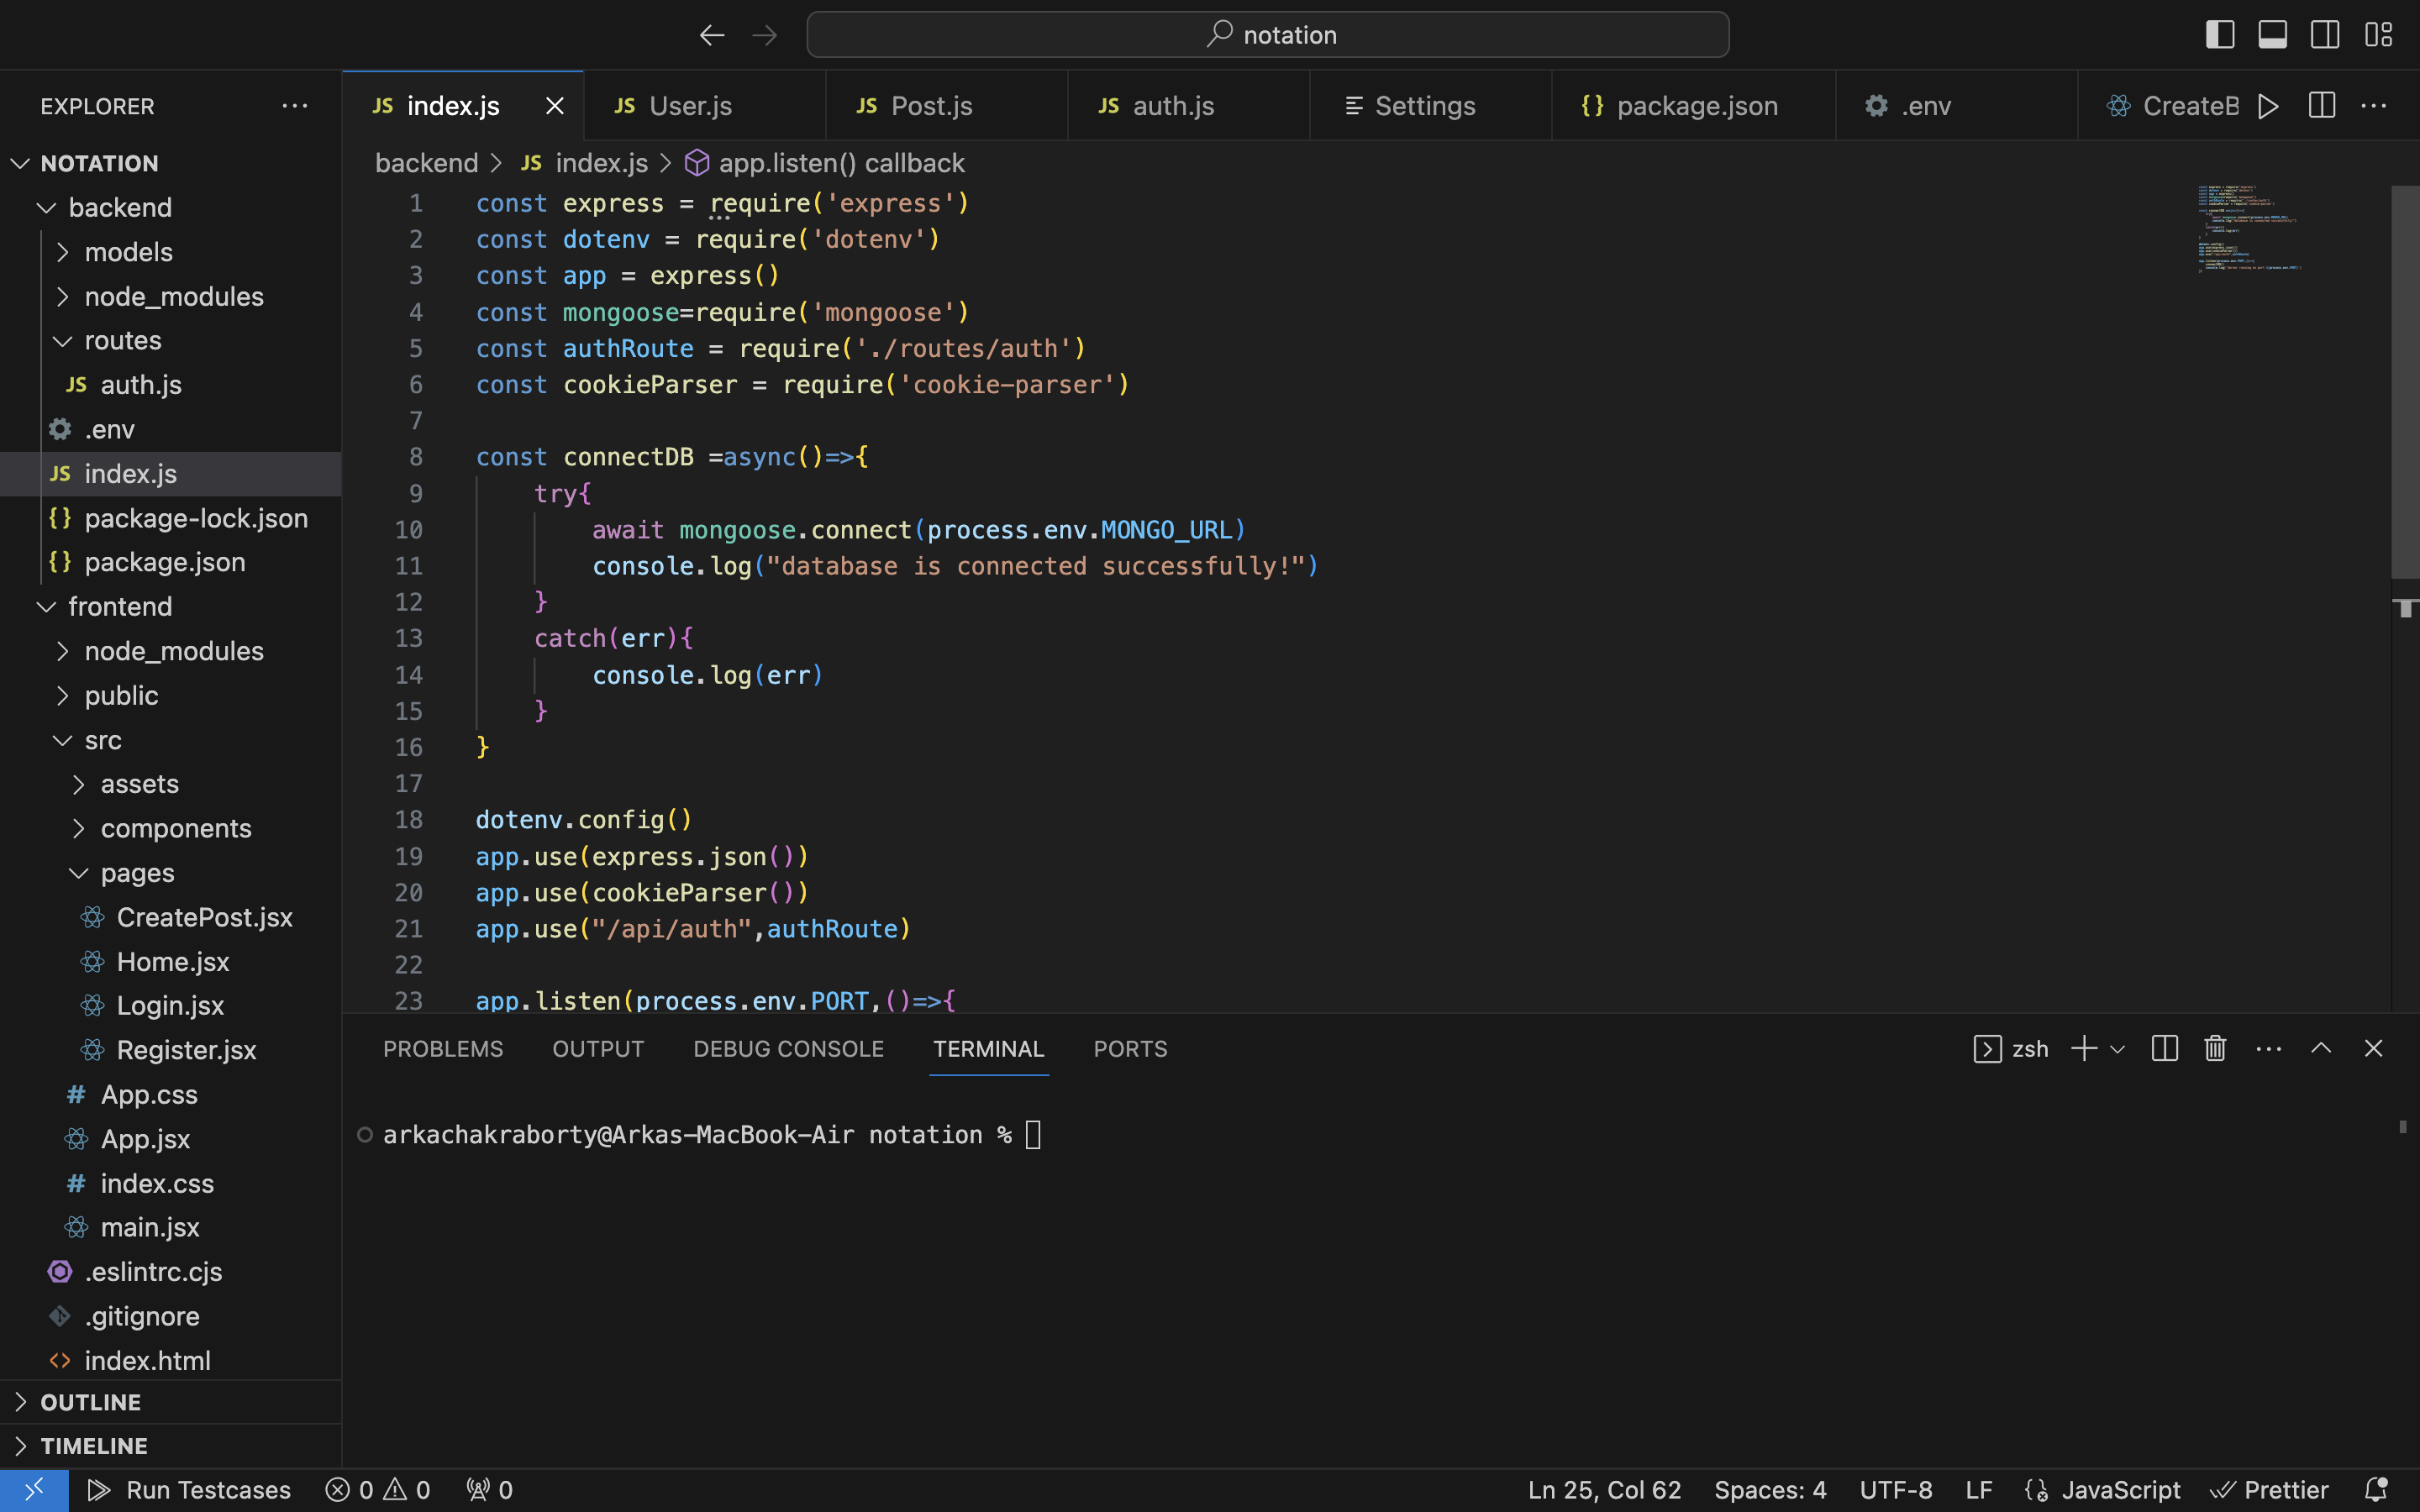 notation
EXPLORER
NOTATION
backend
models
node_modules
routes
JS auth.js
.env
JS index.js
{} package-lock.json
{} package.json
frontend
node_modules
public
src
assets
components
pages
CreatePost.jsx
Home.jsx
Login.jsx
Register.jsx
# App.css
App.jsx
# index.css
main.jsx
.eslintrc.cjs
.gitignore
<> index.html
OUTLINE
TIMELINE
JS index.js
JS User.js
JS Post.js
JS auth.js
Settings
{} package.json
.env
CreateB
backend > JS index.js > app.listen() callback
1 const express = require('express')
2 const dotenv = require('dotenv')
3 const app = express()
4 const mongoose=require('mongoose')
5 const authRoute = require('./routes/auth')
6 const cookieParser = require('cookie-parser')
7
8 const connectDB =async()=>{
9 try{
10 await mongoose.connect(process.env.MONGO_URL)
11 console.log("database is connected successfully!")
12 }
13 catch(err){
14 console.log(err)
15 }
16 }
17
18 dotenv.config()
19 app.use(express.json())
20 app.use(cookieParser())
21 app.use("/api/auth",authRoute)
22
23 app.listen(process.env.PORT,()=>{
PROBLEMS OUTPUT DEBUG CONSOLE TERMINAL PORTS
zsh
arkachakraborty@Arkas-MacBook-Air notation %
Run Testcases 0 0 0
Ln 25, Col 62 Spaces: 4 UTF-8 LF JavaScript Prettier